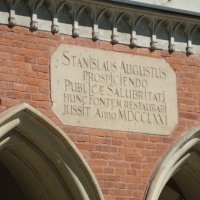 STANISLAUS AUGUSTUS
PROSPICIENDO
PUBLICÆ SALUBRITATI
HUNC FONTEM RESTAURARI
JUSSIT ANNO MDCCLXXI